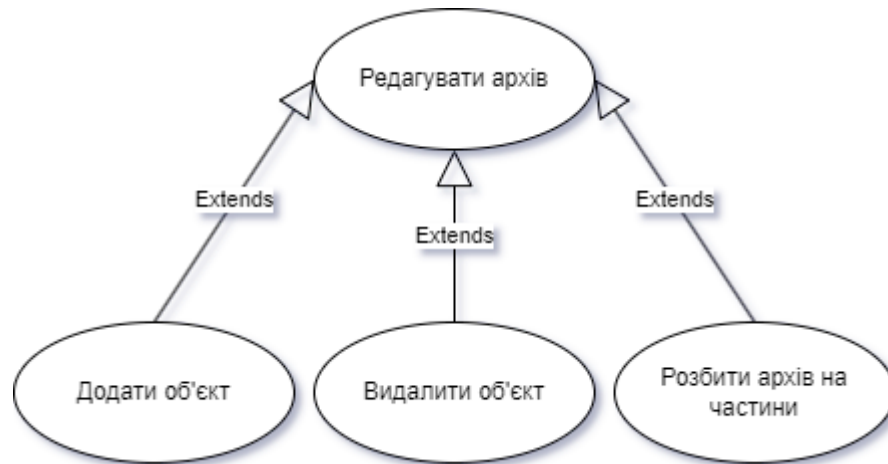 Редагувати архів
Extends
Extends
Extends
Додати об'єкт
Видалити об'єкт
Розбити архів на
частини